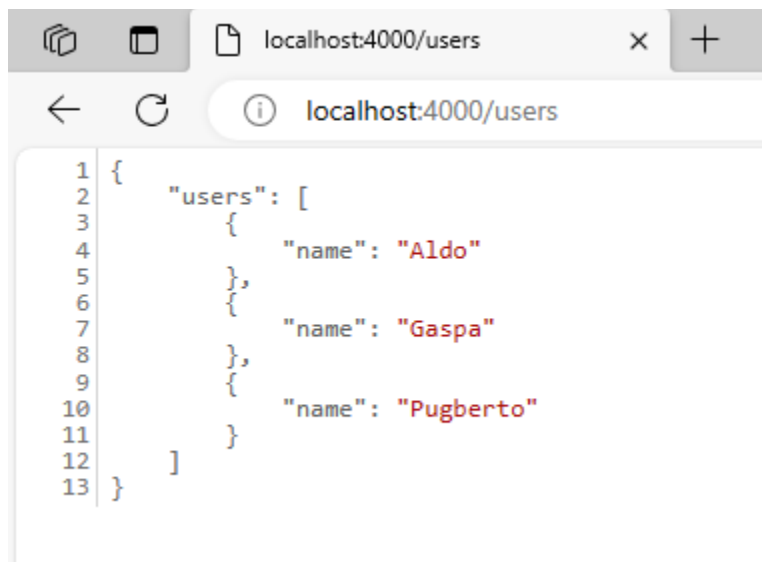 localhost:4000/users
localhost:4000/users
1 {
2     "users": [
3         {
4             "name": "Aldo"
5         },
6         {
7             "name": "Gaspa"
8         },
9         {
10             "name": "Pugberto"
11         }
12     ]
13 }